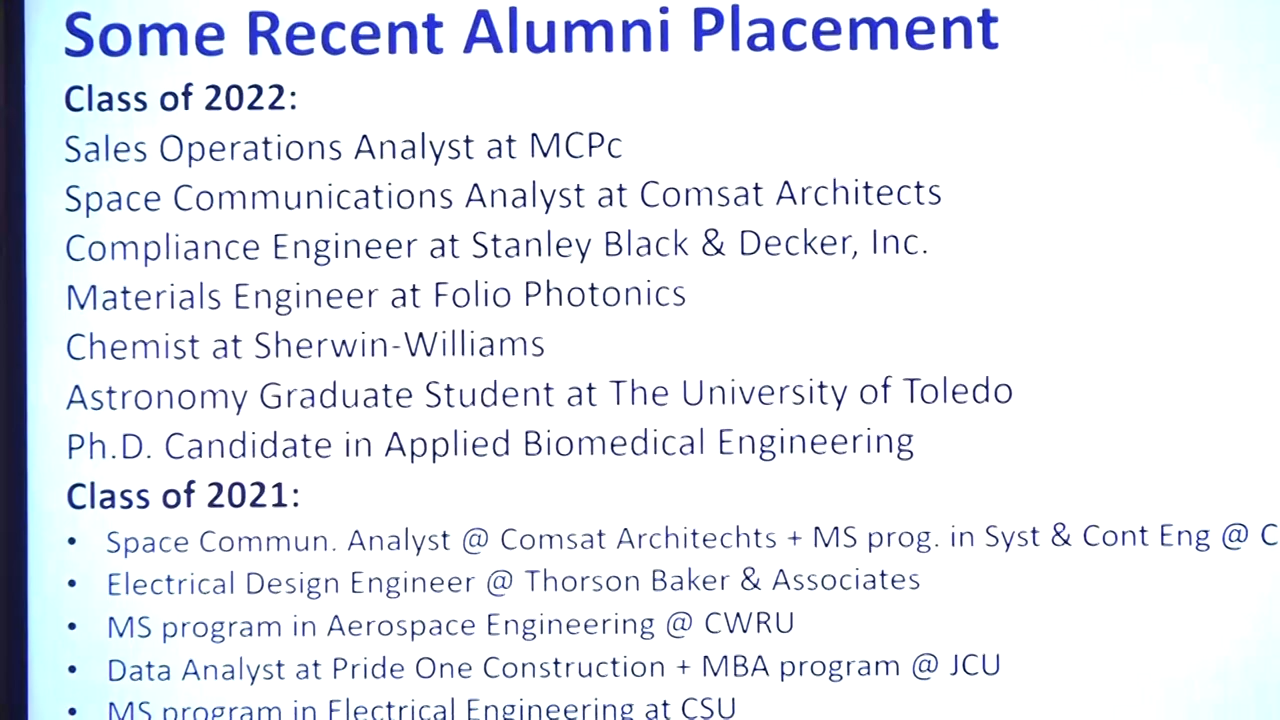 Some Recent Alumni Placement
Class of 2022:
Sales Operations Analyst at MCPc
Space Communications Analyst at Comsat Architects
Compliance Engineer at Stanley Black & Decker, Inc.
Materials Engineer at Folio Photonics
Chemist at Sherwin-Williams
Astronomy Graduate Student at The University of Toledo
Ph.D. Candidate in Applied Biomedical Engineering
Class of 2021:
• Space Commun. Analyst @ Comsat Architechts + MS prog. in Syst & Cont Eng @ C
• Electrical Design Engineer @ Thorson Baker & Associates
• MS program in Aerospace Engineering @ CWRU
• Data Analyst at Pride One Construction + MBA program @ JCU
• MS program in Electrical Engineering at CSU